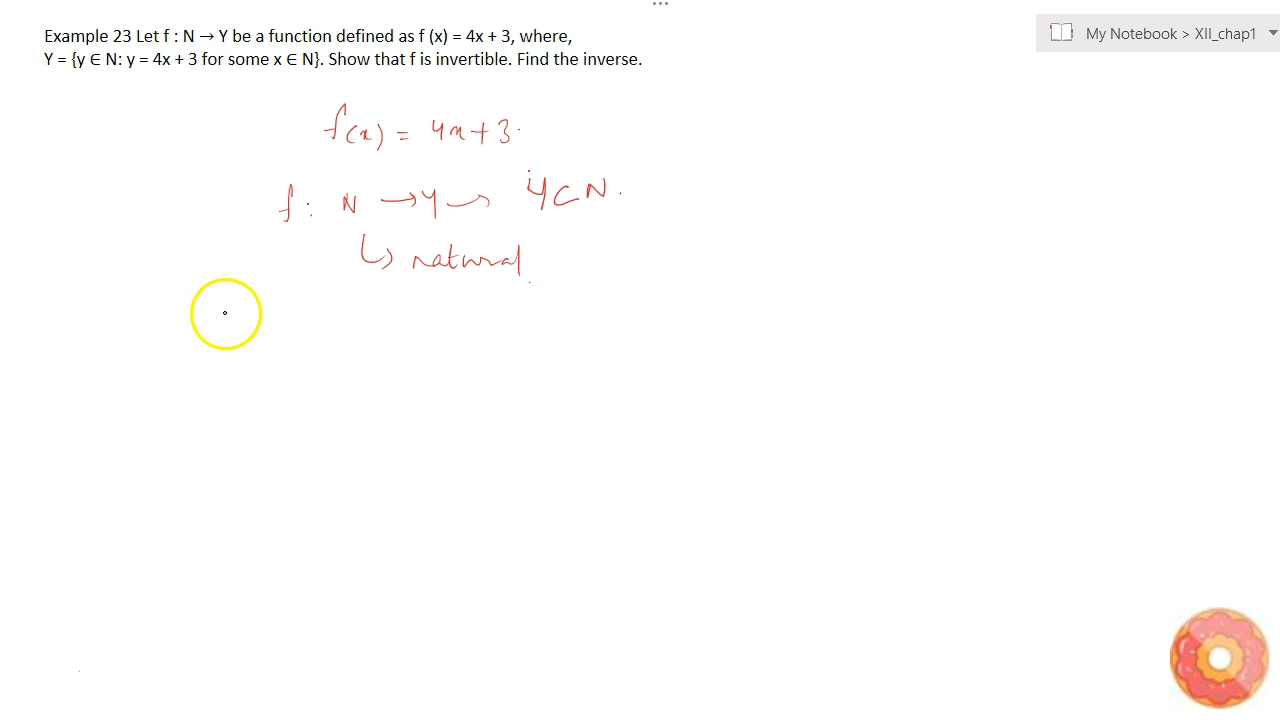 Example 23 Let f : N → Y be a function defined as f (x) = 4x + 3, where,
My Notebook > XII_chap1
Y = {y ∈ N: y = 4x + 3 for some x ∈ N}. Show that f is invertible. Find the inverse.
f(x) = 4x+3.
f : N → Y → Y ⊂ N.
↳ natural